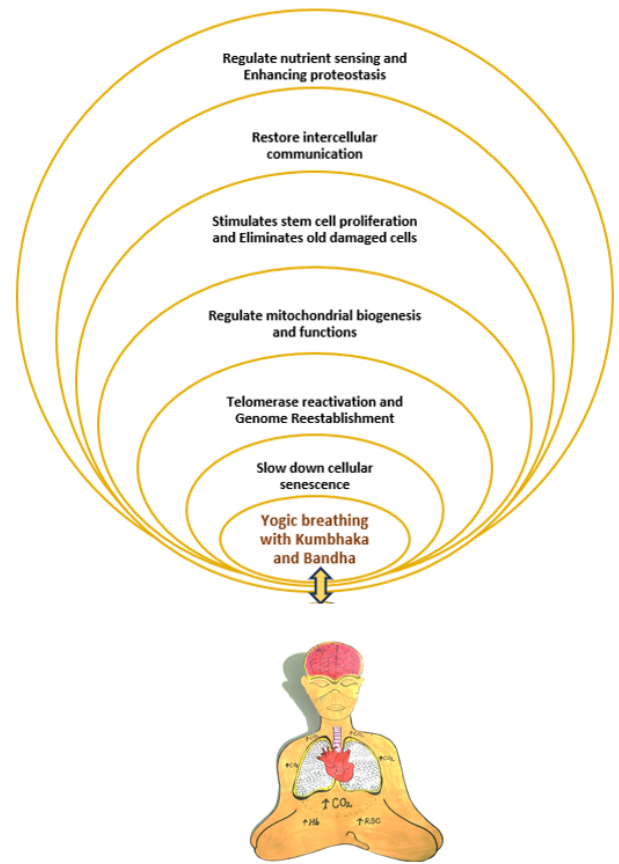 Regulate nutrient sensing and
Enhancing proteostasis
Restore intercellular
communication
Stimulates stem cell proliferation
and Eliminates old damaged cells
Regulate mitochondrial biogenesis
and functions
Telomerase reactivation and
Genome Reestablishment
Slow down cellular
senescence
Yogic breathing
with Kumbhaka
and Bandha
↑CO₂
↑CO₂
↑Hb ↑RBC